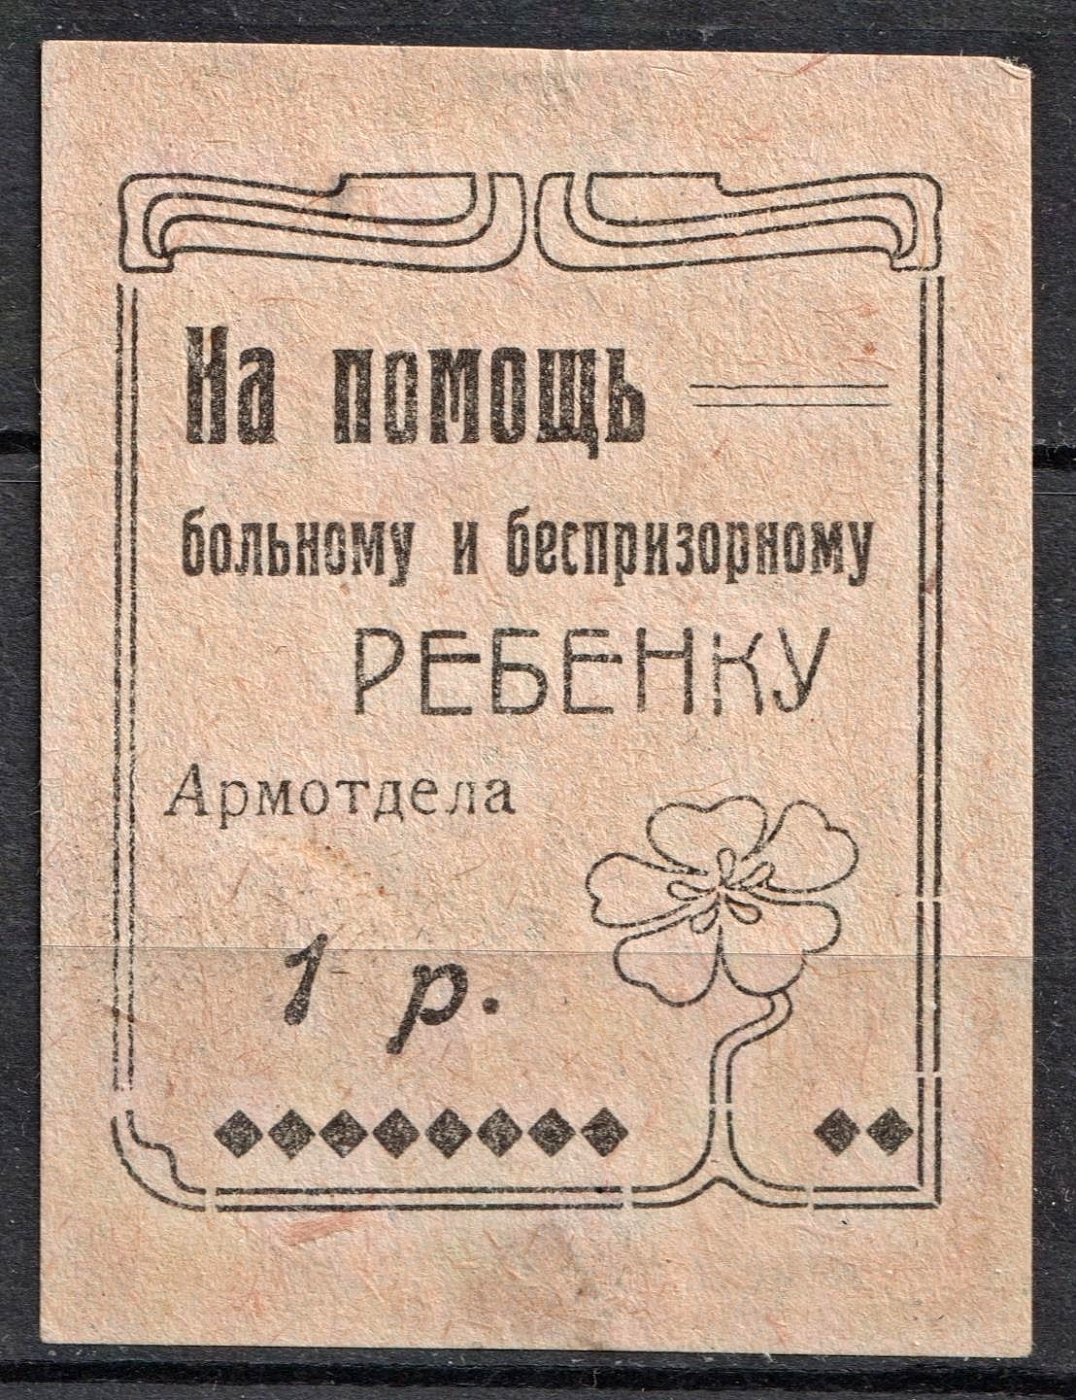 На помощь
больному и беспризорному
РЕБЕНКУ
Армотдела
1 р.